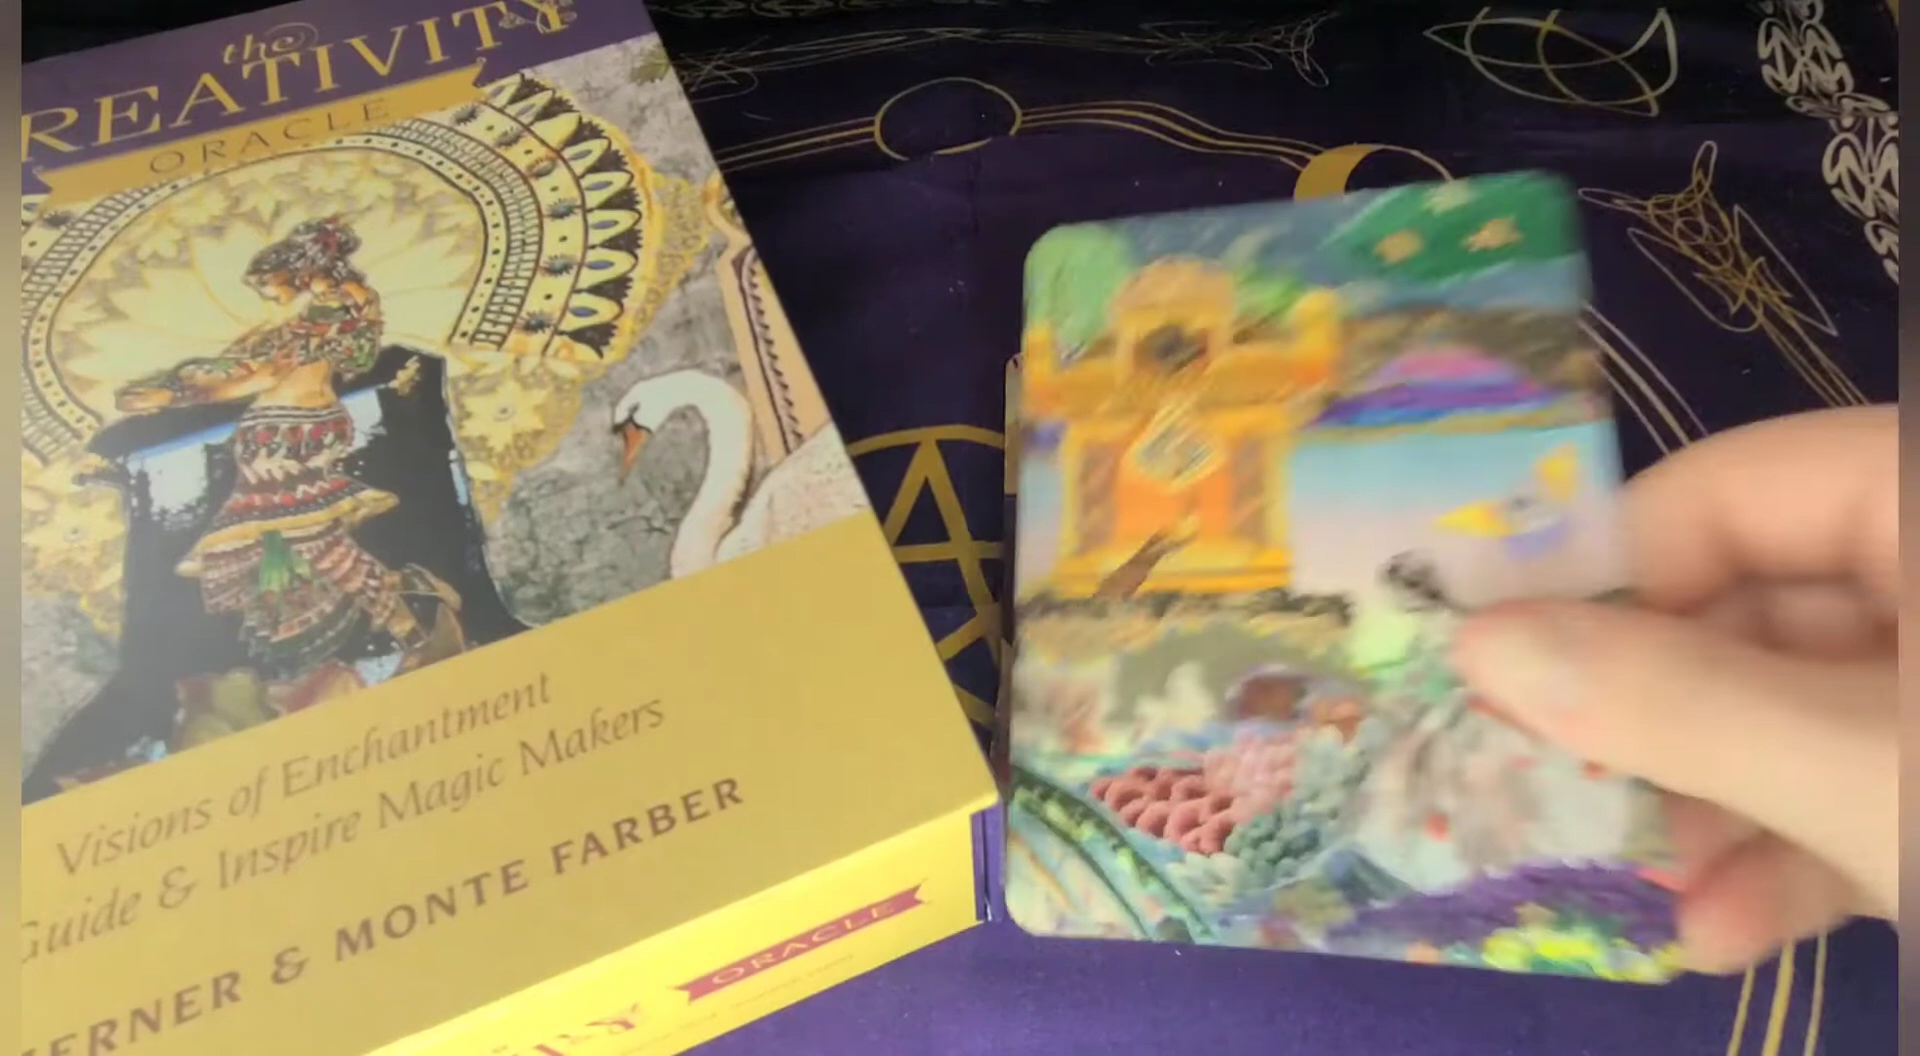 the
REATIVITY
ORACLE
Visions of Enchantment
Guide & Inspire Magic Makers
ERNER & MONTE FARBER
ORACLE